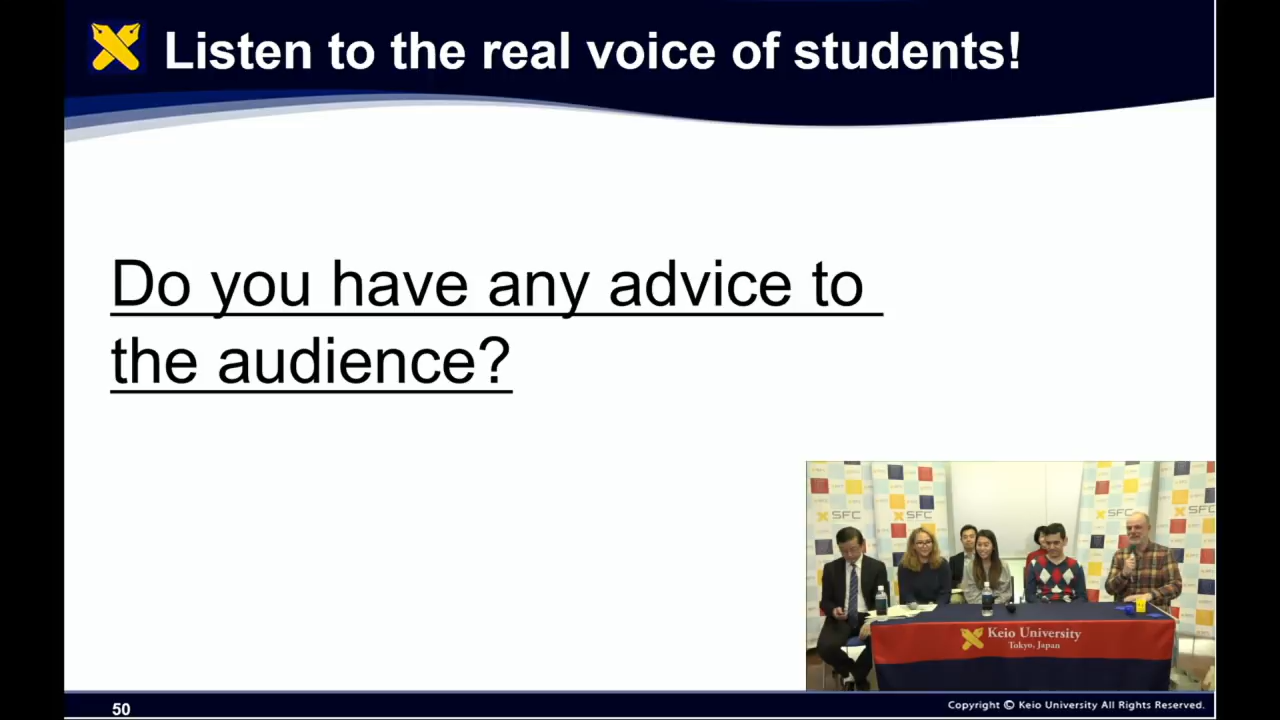 Listen to the real voice of students!
Do you have any advice to
the audience?
SFC
SFC
SFC
SFC
Keio University
Tokyo, Japan
50
Copyright © Keio University All Rights Reserved.